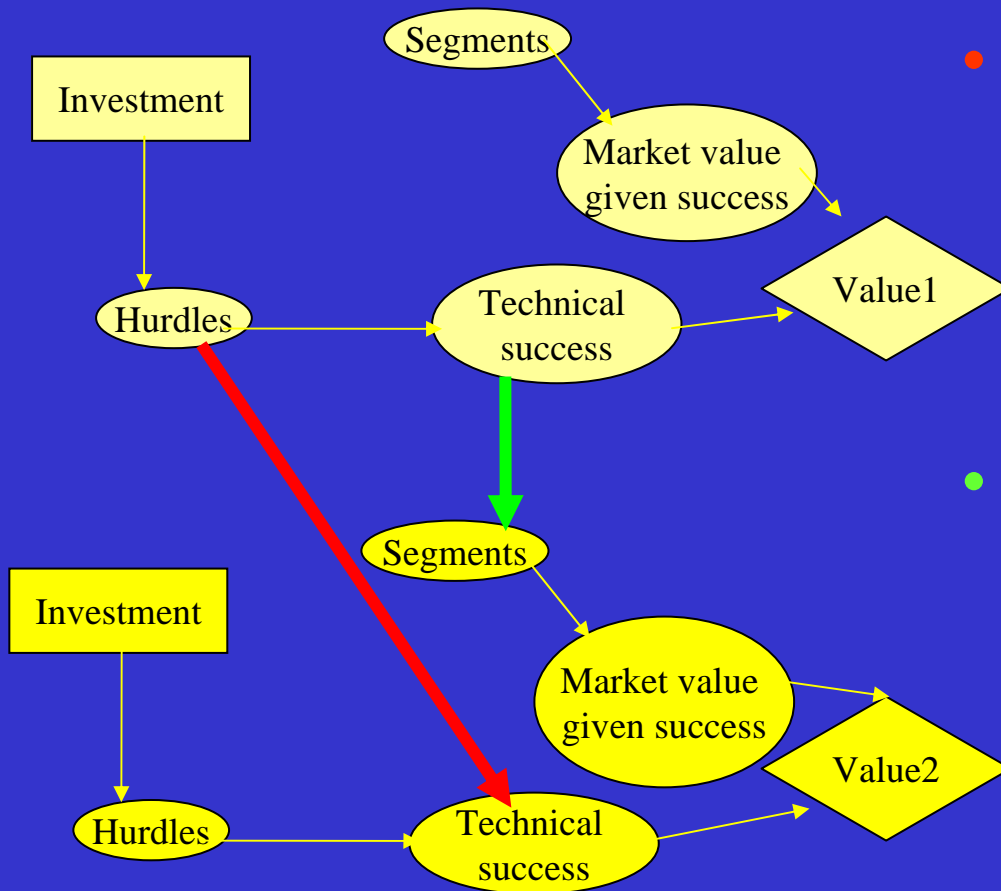 Segments
Investment
Market value
given success
Value1
Technical
success
Hurdles
Segments
Investment
Market value
given success
Value2
Technical
success
Hurdles